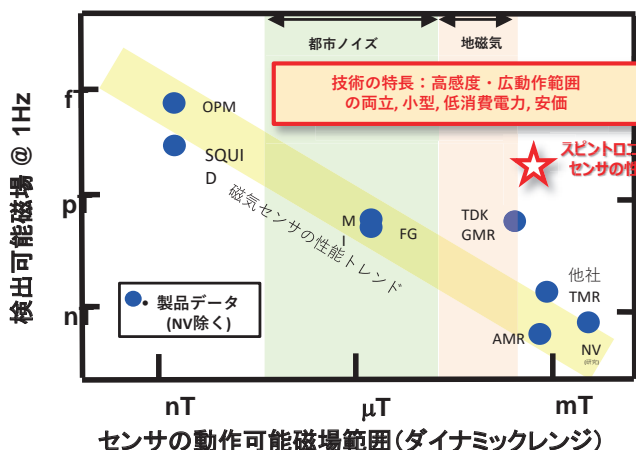 都市ノイズ
地磁気
技術の特長：高感度・広動作範囲
の両立, 小型, 低消費電力, 安価
fT
OPM
SQUI
D
スピントロニ
センサの性
磁気センサの性能トレンド
pT
M
I
FG
TDK
GMR
他社
TMR
• 製品データ
(NV除く)
nT
AMR
NV
(研究)
nT
μT
mT
検出可能磁場 @ 1Hz
センサの動作可能磁場範囲(ダイナミックレンジ)